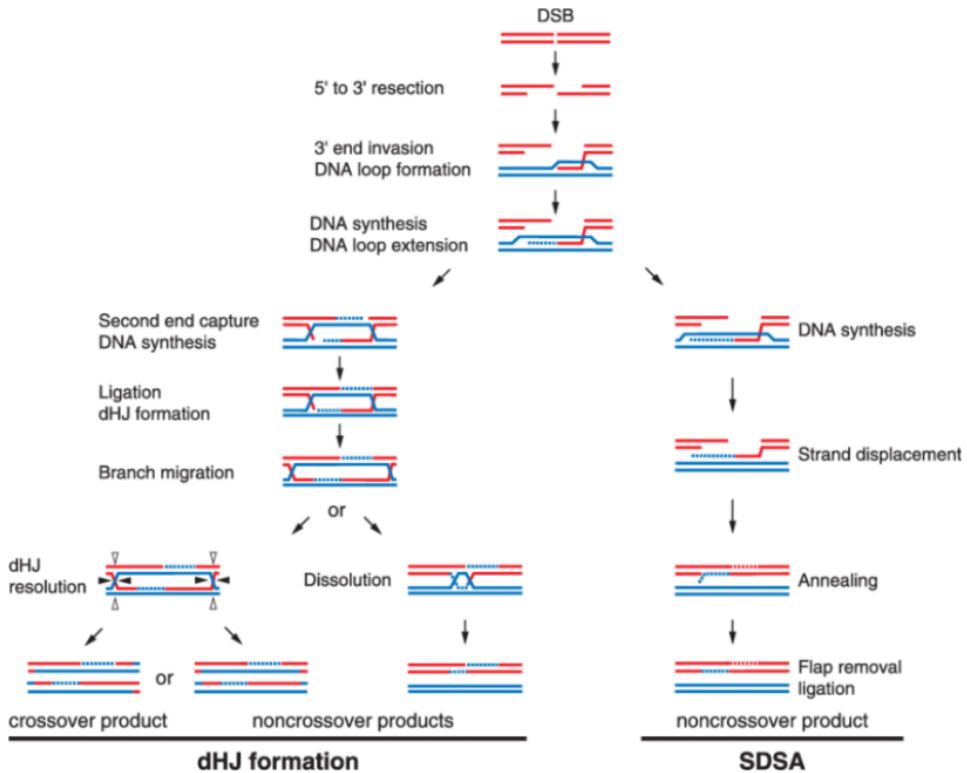 DSB
5' to 3' resection
3' end invasion
DNA loop formation
DNA synthesis
DNA loop extension
Second end capture
DNA synthesis
Ligation
dHJ formation
Branch migration
or
dHJ
resolution
Dissolution
or
crossover product
noncrossover products
dHJ formation
DNA synthesis
Strand displacement
Annealing
Flap removal
ligation
noncrossover product
SDSA